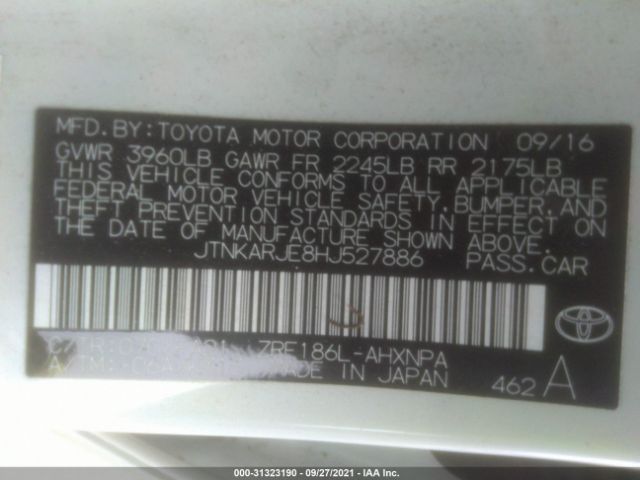 MFD.BY:TOYOTA MOTOR CORPORATION 09/16
GVWR 3960LB GAWR FR 2245LB RR 2175LB
THIS VEHICLE CONFORMS TO ALL APPLICABLE
FEDERAL MOTOR VEHICLE SAFETY,BUMPER,AND
THEFT PREVENTION STANDARDS IN EFFECT ON
THE DATE OF MANUFACTURE SHOWN ABOVE.
JTNKARJE8HJ527886 PASS.CAR
ZRE186L-AHXNPA
MADE IN JAPAN 462 A
000-31323190 - 09/27/2021 - IAA Inc.